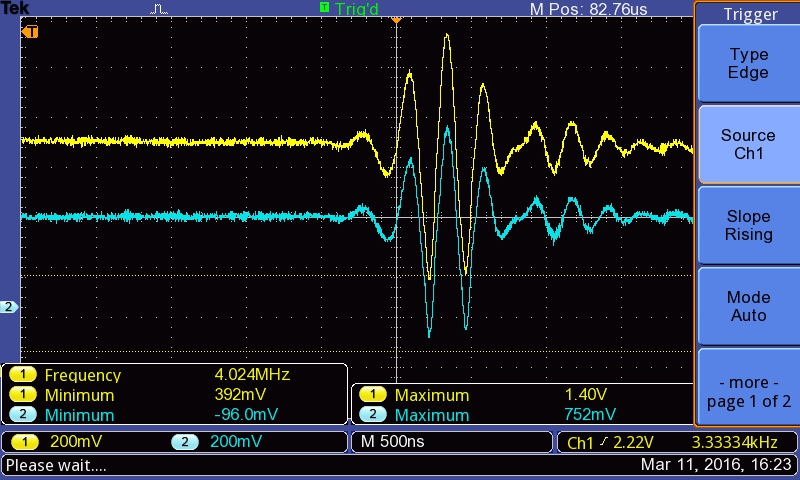 Tek
T Trig'd
M Pos: 82.76us
Trigger
T
Type
Edge
Source
Ch1
Slope
Rising
Mode
Auto
- more -
page 1 of 2
2
1 Frequency 4.024MHz
1 Minimum 392mV
2 Minimum -96.0mV
1 Maximum 1.40V
2 Maximum 752mV
1 200mV 2 200mV M 500ns Ch1 2.22V 3.33334kHz
Please wait.... Mar 11, 2016, 16:23